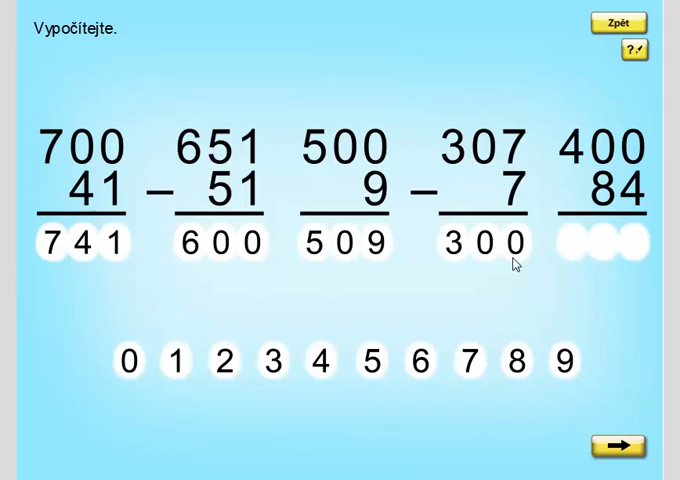 Vypočítejte.
Zpět
?✓
700 651 500 307 400
41 – 51 9 – 7 84
741 600 509 300
0 1 2 3 4 5 6 7 8 9